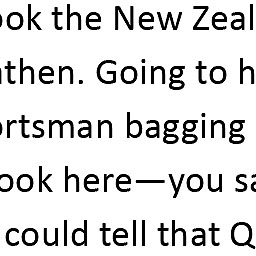 ook the New Zeal
athen. Going to h
ortsman bagging
ook here—you sa
could tell that Q